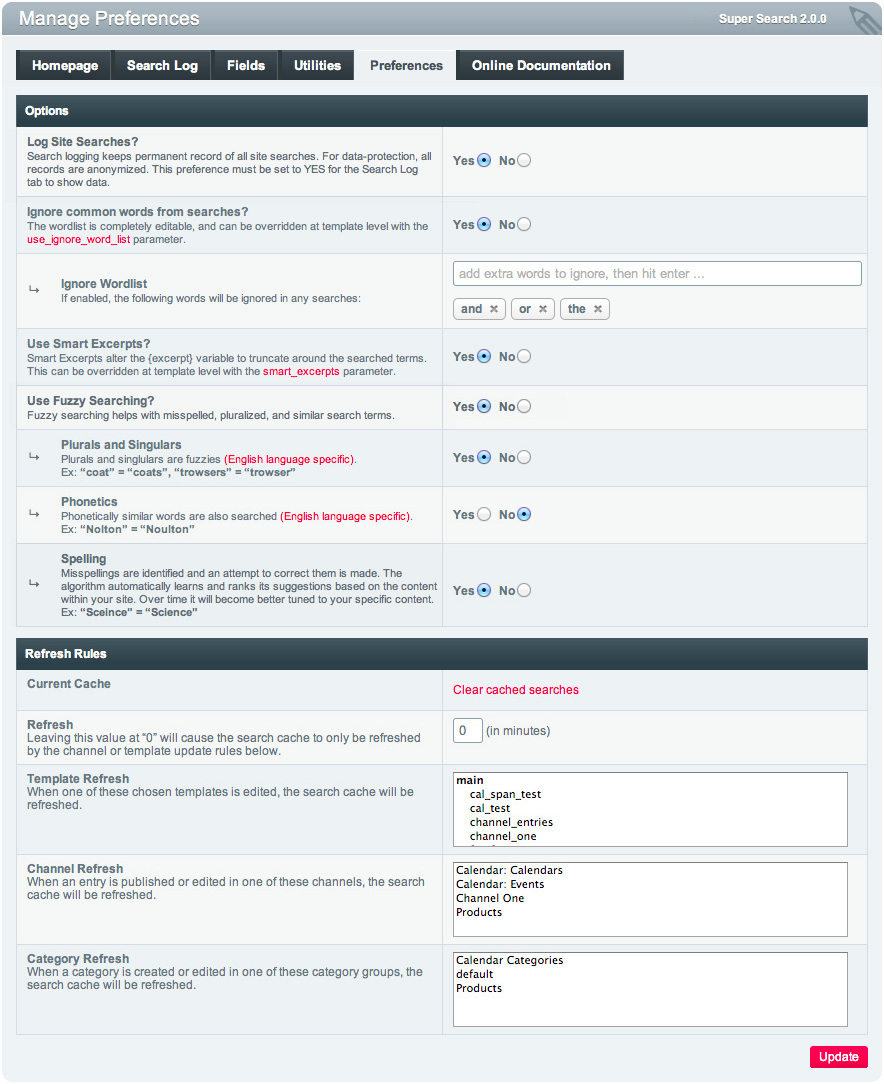 Manage Preferences
Super Search 2.0.0
Homepage
Search Log
Fields
Utilities
Preferences
Online Documentation
Options
Log Site Searches?
Search logging keeps permanent record of all site searches. For data-protection, all
records are anonymized. This preference must be set to YES for the Search Log
tab to show data.
Yes No
Ignore common words from searches?
The wordlist is completely editable, and can be overridden at template level with the
use_ignore_word_list parameter.
Yes No
Ignore Wordlist
If enabled, the following words will be ignored in any searches:
add extra words to ignore, then hit enter ...
and × or × the ×
Use Smart Excerpts?
Smart Excerpts alter the {excerpt} variable to truncate around the searched terms.
This can be overridden at template level with the smart_excerpts parameter.
Yes No
Use Fuzzy Searching?
Fuzzy searching helps with misspelled, pluralized, and similar search terms.
Yes No
Plurals and Singulars
Plurals and singlulars are fuzzies (English language specific).
Ex: “coat” = “coats”, “trowsers” = “trowser”
Yes No
Phonetics
Phonetically similar words are also searched (English language specific).
Ex: “Nolton” = “Noulton”
Yes No
Spelling
Misspellings are identified and an attempt to correct them is made. The
algorithm automatically learns and ranks its suggestions based on the content
within your site. Over time it will become better tuned to your specific content.
Ex: “Sceince” = “Science”
Yes No
Refresh Rules
Current Cache
Clear cached searches
Refresh
Leaving this value at “0” will cause the search cache to only be refreshed
by the channel or template update rules below.
0 (in minutes)
Template Refresh
When one of these chosen templates is edited, the search cache will be
refreshed.
main
cal_span_test
cal_test
channel_entries
channel_one
Channel Refresh
When an entry is published or edited in one of these channels, the search
cache will be refreshed.
Calendar: Calendars
Calendar: Events
Channel One
Products
Category Refresh
When a category is created or edited in one of these category groups, the
search cache will be refreshed.
Calendar Categories
default
Products
Update